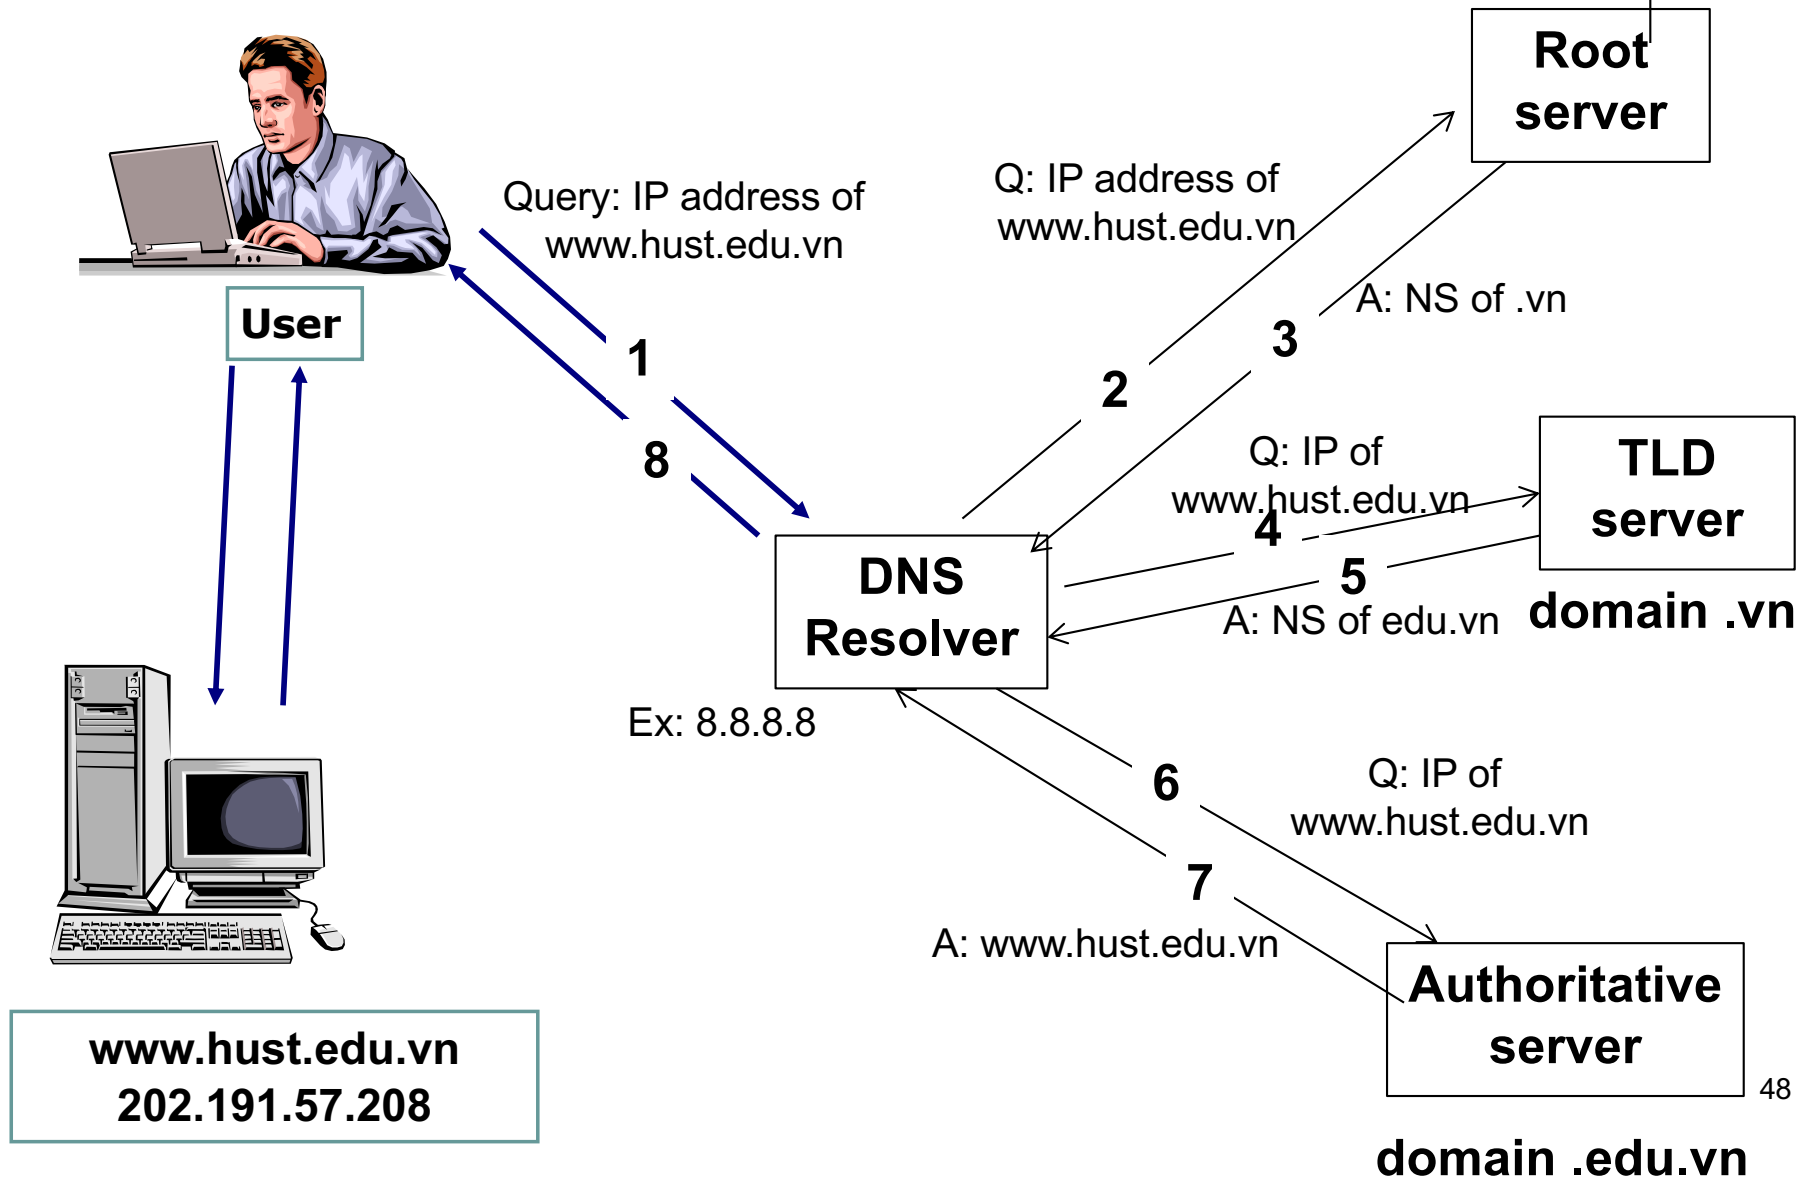 Root
server
Query: IP address of
www.hust.edu.vn
Q: IP address of
www.hust.edu.vn
User
A: NS of .vn
1
2
3
8
Q: IP of
www.hust.edu.vn
4
TLD
server
DNS
Resolver
5
A: NS of edu.vn
domain .vn
Ex: 8.8.8.8
6
Q: IP of
www.hust.edu.vn
7
A: www.hust.edu.vn
Authoritative
server
www.hust.edu.vn
202.191.57.208
48
domain .edu.vn